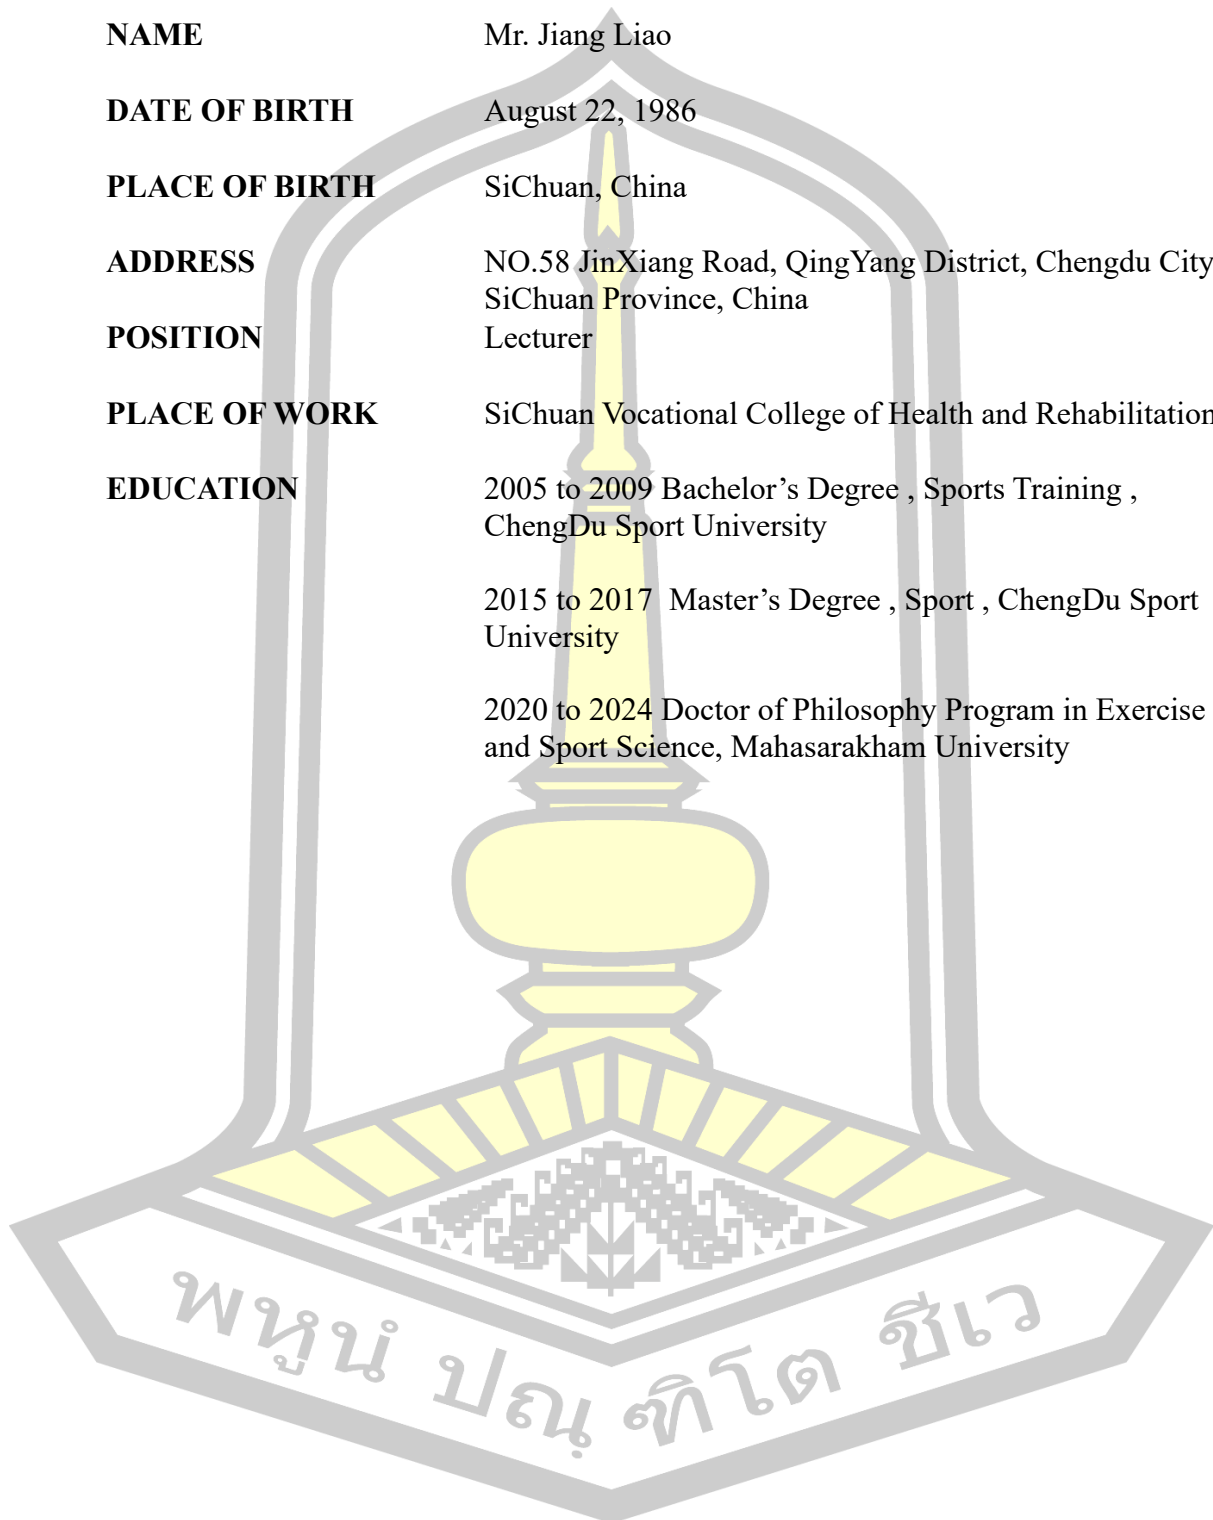 NAME Mr. Jiang Liao
DATE OF BIRTH August 22, 1986
PLACE OF BIRTH SiChuan, China
ADDRESS NO.58 JinXiang Road, QingYang District, Chengdu City
SiChuan Province, China
POSITION Lecturer
PLACE OF WORK SiChuan Vocational College of Health and Rehabilitation
EDUCATION 2005 to 2009 Bachelor’s Degree , Sports Training ,
ChengDu Sport University
2015 to 2017  Master’s Degree , Sport , ChengDu Sport
University
2020 to 2024 Doctor of Philosophy Program in Exercise
and Sport Science, Mahasarakham University
พหูนํ ปณฺ ฑิโต ชีเว